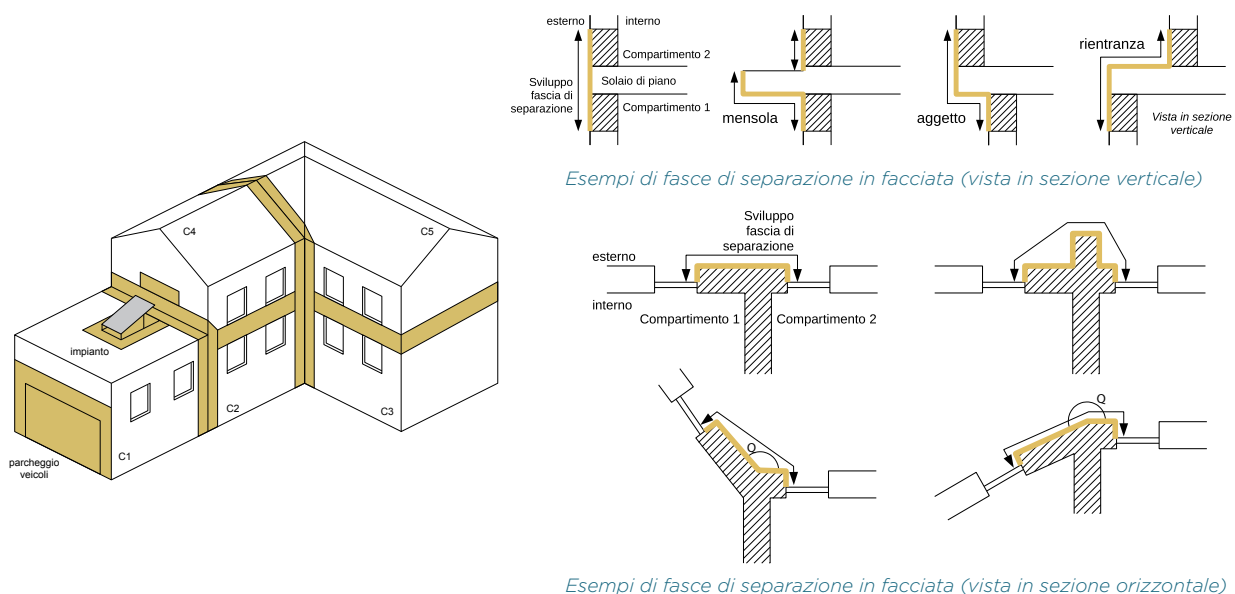 C4
C5
impianto
C2
C3
C1
parcheggio
veicoli
esterno
interno
Compartimento 2
Sviluppo
fascia di
separazione
Solaio di piano
Compartimento 1
mensola
aggetto
rientranza
Vista in sezione
verticale
Esempi di fasce di separazione in facciata (vista in sezione verticale)
Sviluppo
fascia di
separazione
esterno
interno
Compartimento 1
Compartimento 2
Q
Q
Esempi di fasce di separazione in facciata (vista in sezione orizzontale)